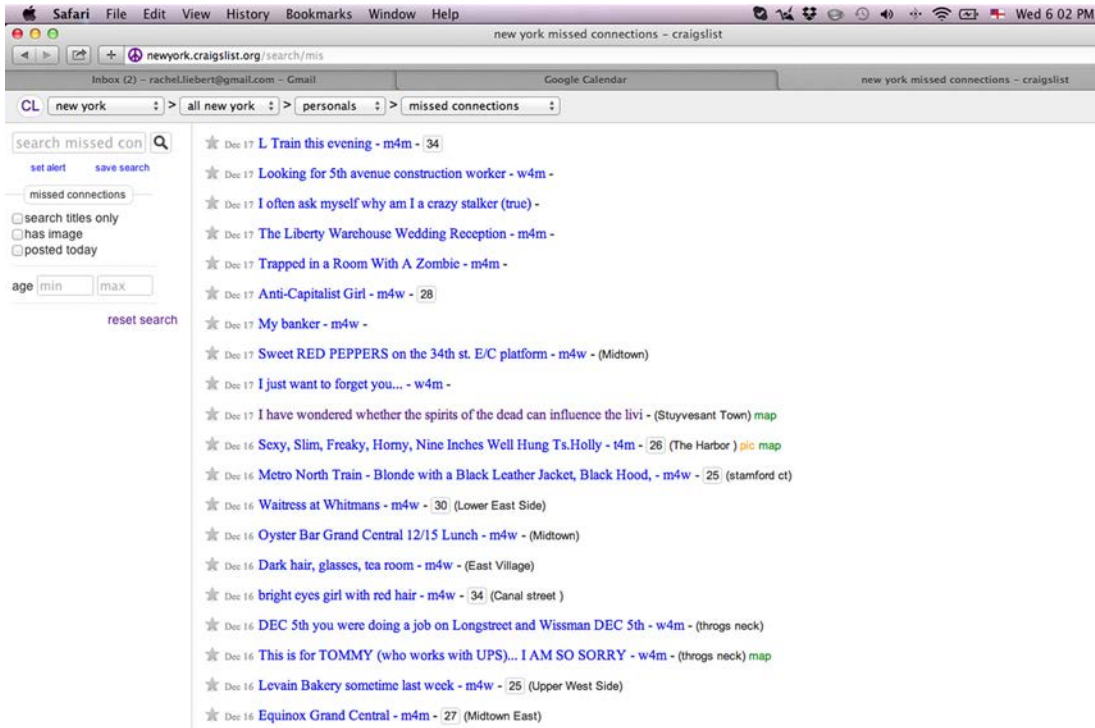 Safari File Edit View History Bookmarks Window Help Wed 6 02 PM
new york missed connections – craigslist
newyork.craigslist.org/search/mis
Inbox (2) – rachel.liebert@gmail.com – Gmail Google Calendar new york missed connections – craigslist
CL new york > all new york > personals > missed connections
search missed con
set alert save search
missed connections
search titles only
has image
posted today
age min max
reset search
Dec 17 L Train this evening - m4m - 34
Dec 17 Looking for 5th avenue construction worker - w4m -
Dec 17 I often ask myself why am I a crazy stalker (true) -
Dec 17 The Liberty Warehouse Wedding Reception - m4m -
Dec 17 Trapped in a Room With A Zombie - m4m -
Dec 17 Anti-Capitalist Girl - m4w - 28
Dec 17 My banker - m4w -
Dec 17 Sweet RED PEPPERS on the 34th st. E/C platform - m4w - (Midtown)
Dec 17 I just want to forget you... - w4m -
Dec 17 I have wondered whether the spirits of the dead can influence the livi - (Stuyvesant Town) map
Dec 16 Sexy, Slim, Freaky, Horny, Nine Inches Well Hung Ts.Holly - t4m - 26 (The Harbor ) pic map
Dec 16 Metro North Train - Blonde with a Black Leather Jacket, Black Hood, - m4w - 25 (stamford ct)
Dec 16 Waitress at Whitmans - m4w - 30 (Lower East Side)
Dec 16 Oyster Bar Grand Central 12/15 Lunch - m4w - (Midtown)
Dec 16 Dark hair, glasses, tea room - m4w - (East Village)
Dec 16 bright eyes girl with red hair - m4w - 34 (Canal street )
Dec 16 DEC 5th you were doing a job on Longstreet and Wissman DEC 5th - w4m - (throgs neck)
Dec 16 This is for TOMMY (who works with UPS)... I AM SO SORRY - w4m - (throgs neck) map
Dec 16 Levain Bakery sometime last week - m4w - 25 (Upper West Side)
Dec 16 Equinox Grand Central - m4m - 27 (Midtown East)